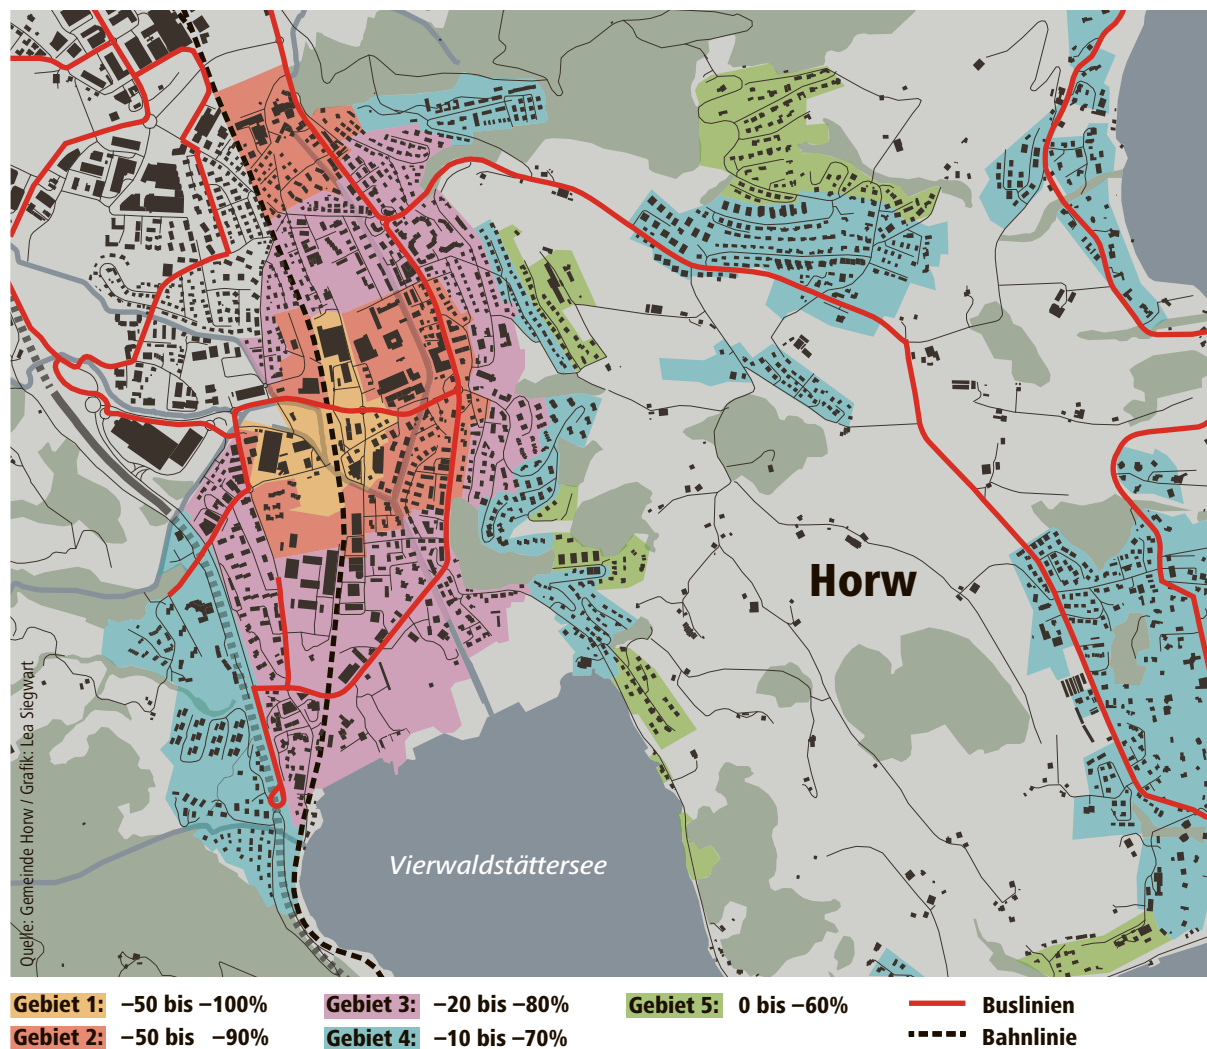 Horw
Vierwaldstättersee
Quelle: Gemeinde Horw / Grafik: Lea Siegwart
Gebiet 1: –50 bis –100%
Gebiet 2: –50 bis –90%
Gebiet 3: –20 bis –80%
Gebiet 4: –10 bis –70%
Gebiet 5: 0 bis –60%
Buslinien
Bahnlinie